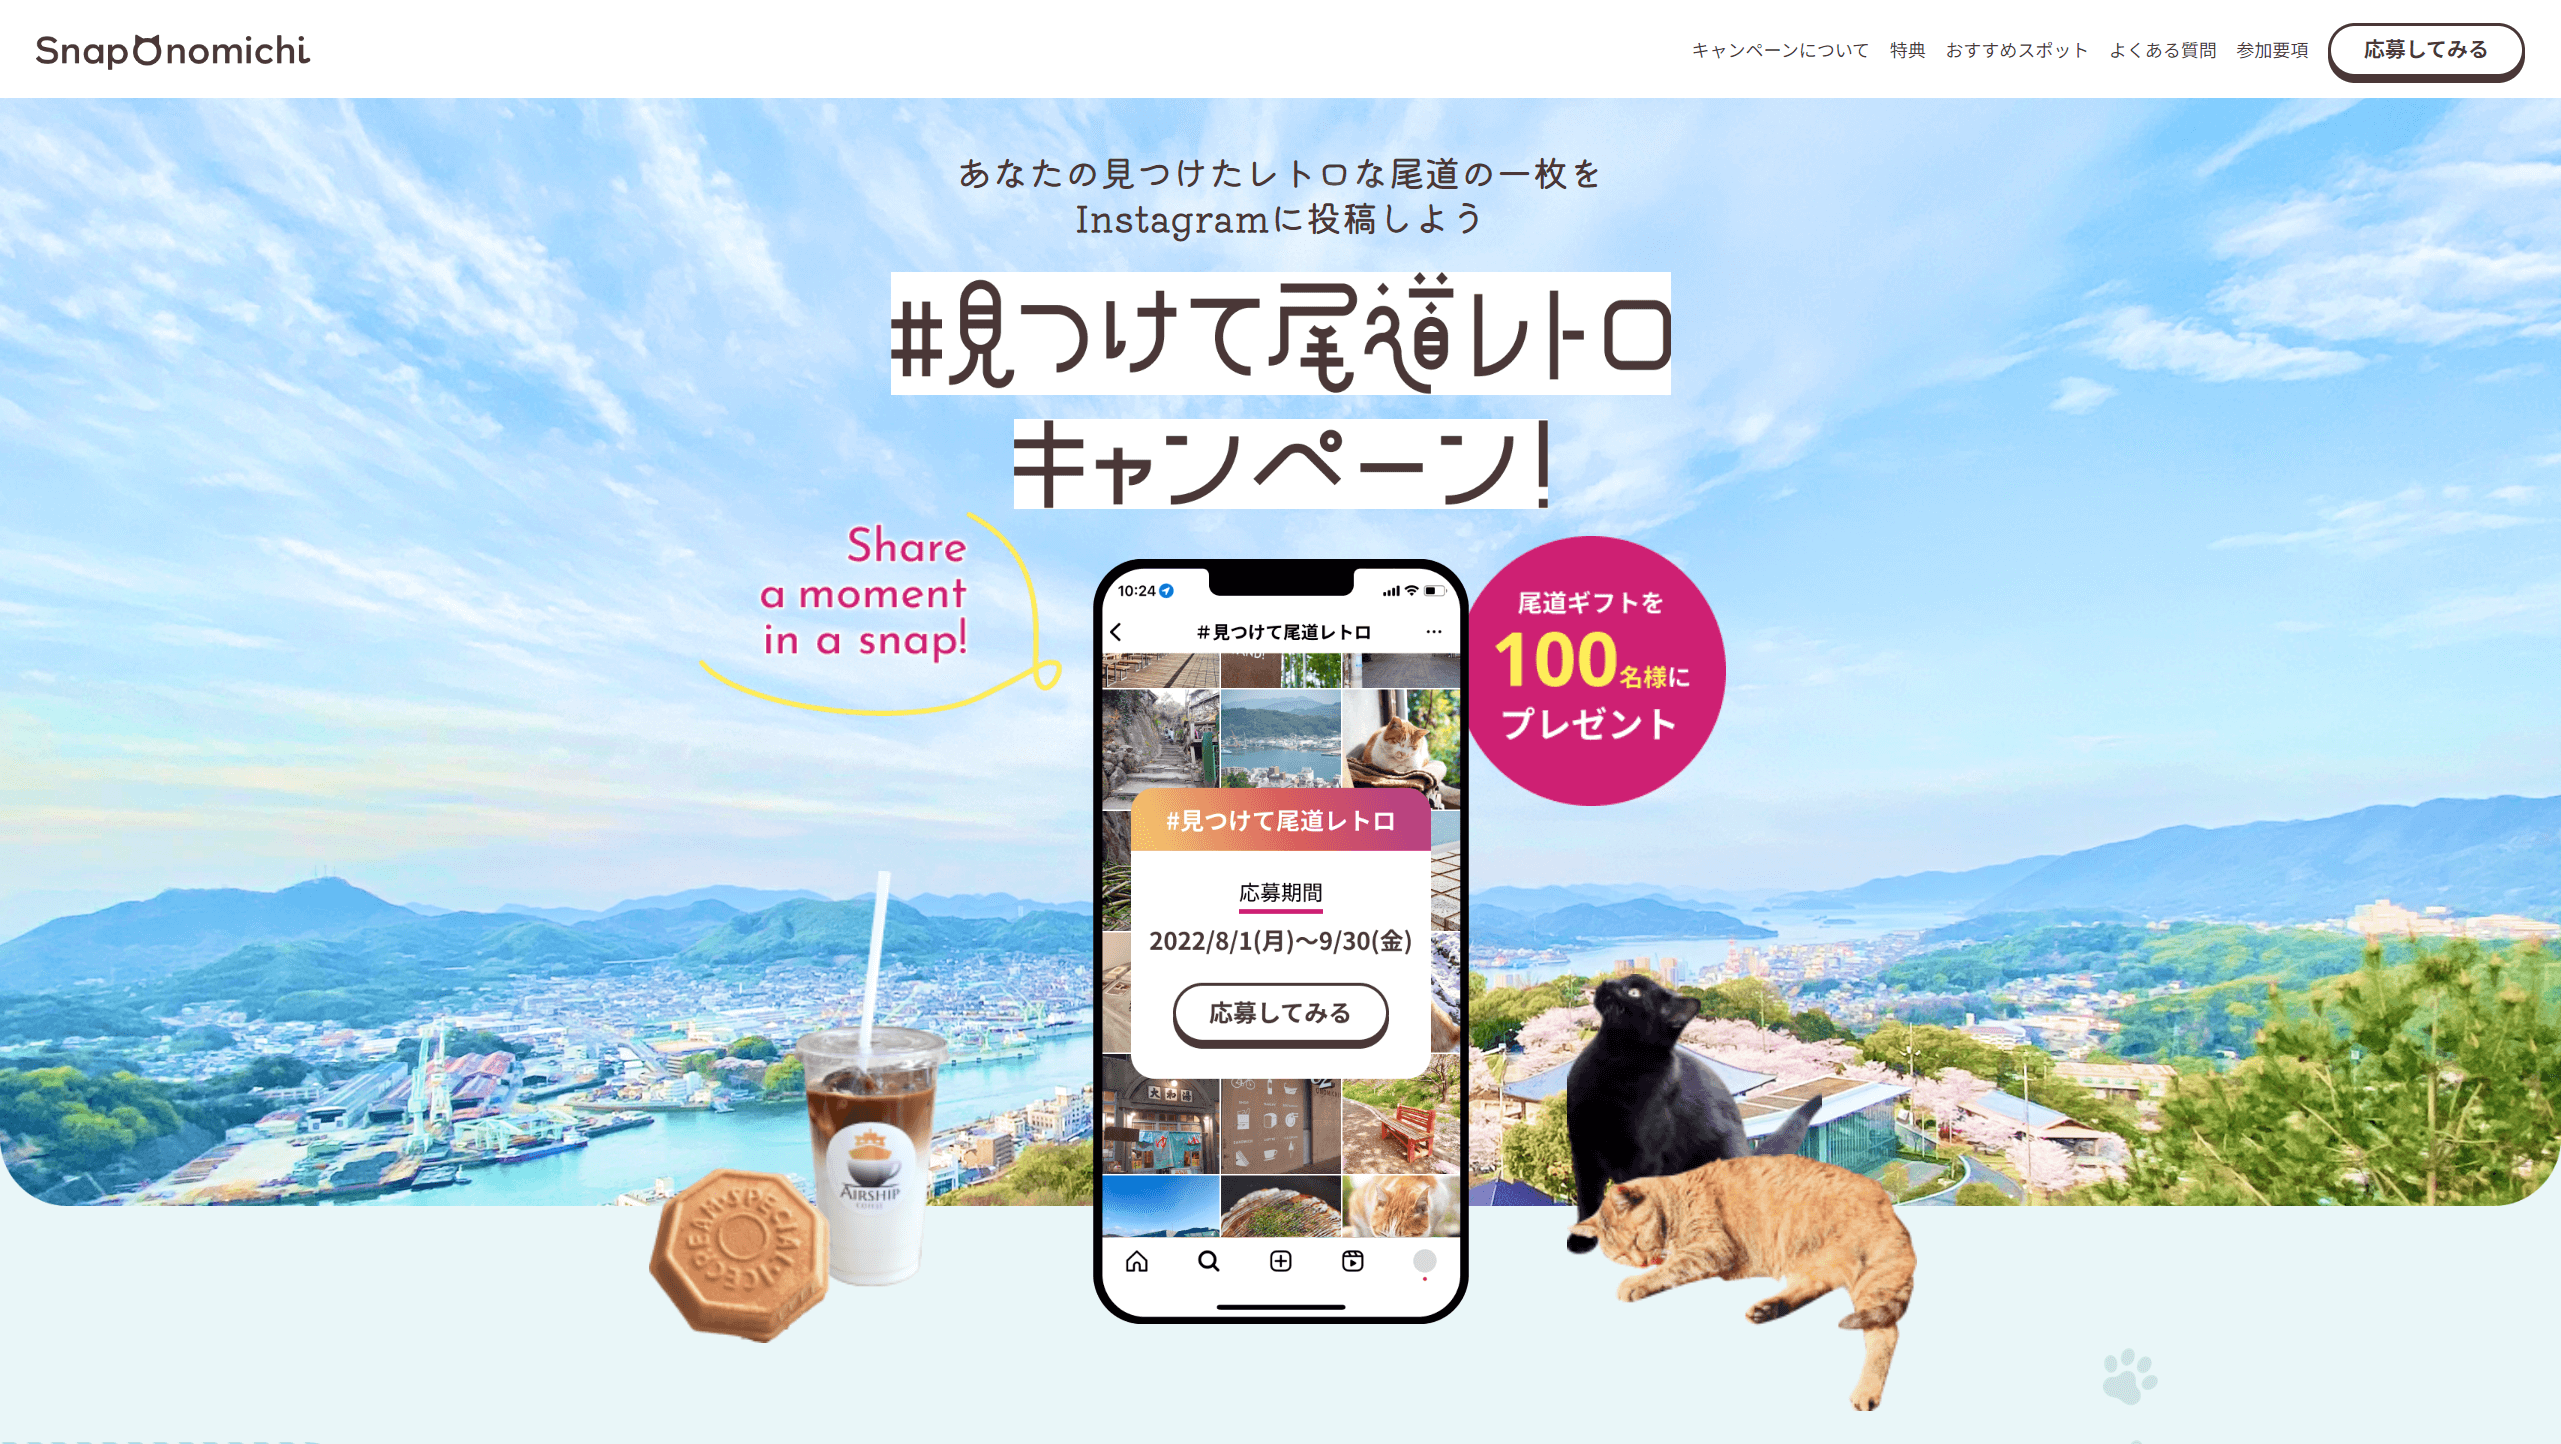 SnapOnomichi
キャンペーンについて 特典 おすすめスポット よくある質問 参加要項 応募してみる
あなたの見つけたレトロな尾道の一枚を
Instagramに投稿しよう
#見つけて尾道レトロ
キャンペーン!
Share
a moment
in a snap!
尾道ギフトを
100名様に
プレゼント
10:24
#見つけて尾道レトロ
#見つけて尾道レトロ
応募期間
2022/8/1(月)〜9/30(金)
応募してみる
大和湯
AIRSHIP
ICECREAM・SPECIAL・